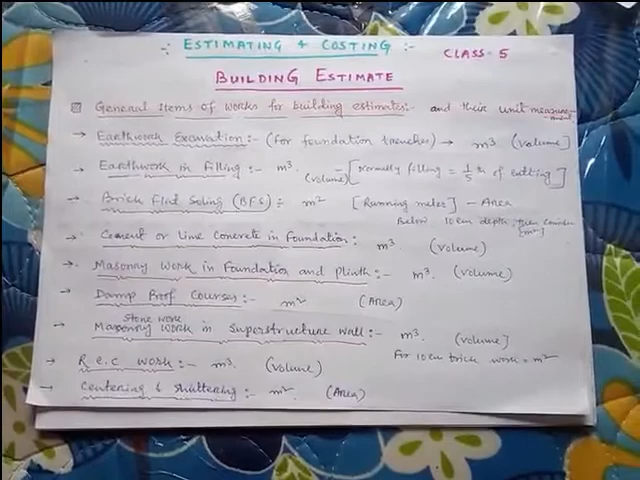 -: ESTIMATING & COSTING :-
CLASS - 5
BUILDING ESTIMATE
General Items of works for building estimates:- and their unit measurement
→ Earthwork Excavation:- (for foundation trenches) → m³ (volume]
→ Earthwork in filling:- m³ (volume) - [Normally filling = 1/5 th of cutting]
→ Brick Flat Soling (BFS):- m² [Running meter] - Area
Below 10cm depth, then consider [m²]
→ Cement or Lime Concrete in Foundation: m³ (volume)
→ Masonry Work in Foundation and plinth:- m³. (volume)
→ Damp Proof Courses:- m² (Area)
Stone work
→ Masonry work in Superstructure wall:- m³. (volume]
For 10cm brick work = m²
→ R.C.C work:- m³. (volume)
→ Centering & shuttering:- m². (Area)